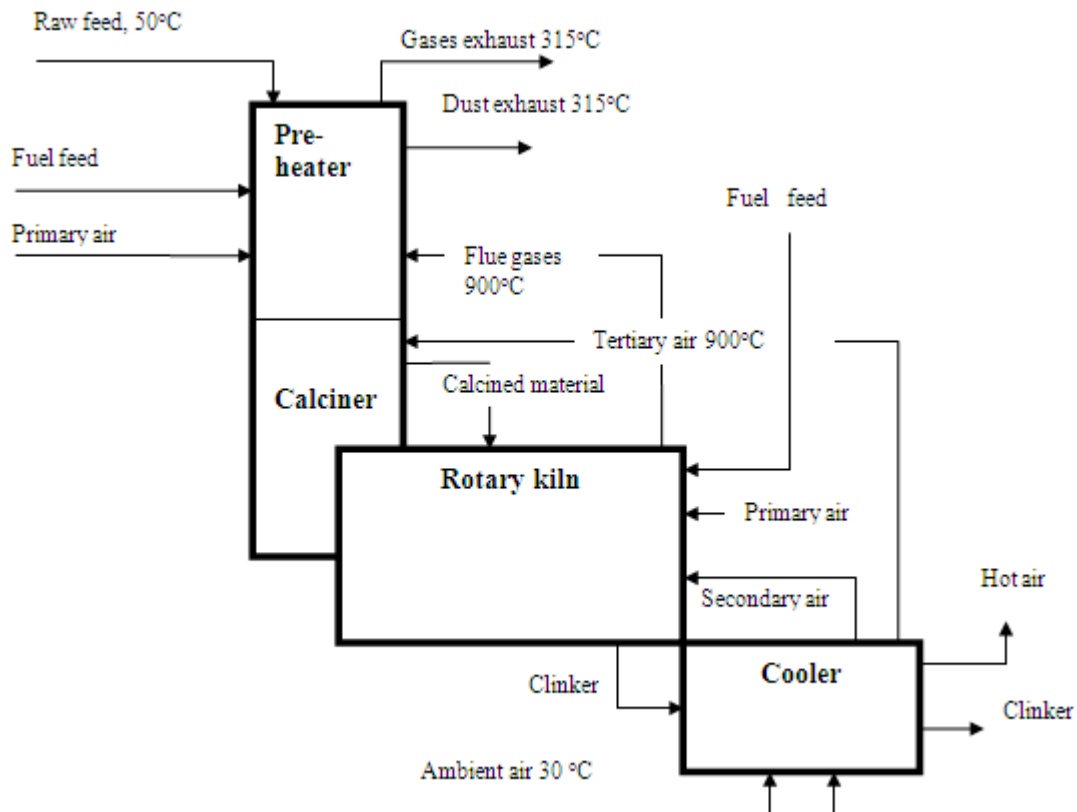 Raw feed, 50°C
Gases exhaust 315°C
Dust exhaust 315°C
Pre-
heater
Fuel feed
Fuel feed
Primary air
Flue gases
900°C
Tertiary air 900°C
Calcined material
Calciner
Rotary kiln
Primary air
Secondary air
Hot air
Cooler
Clinker
Clinker
Ambient air 30 °C